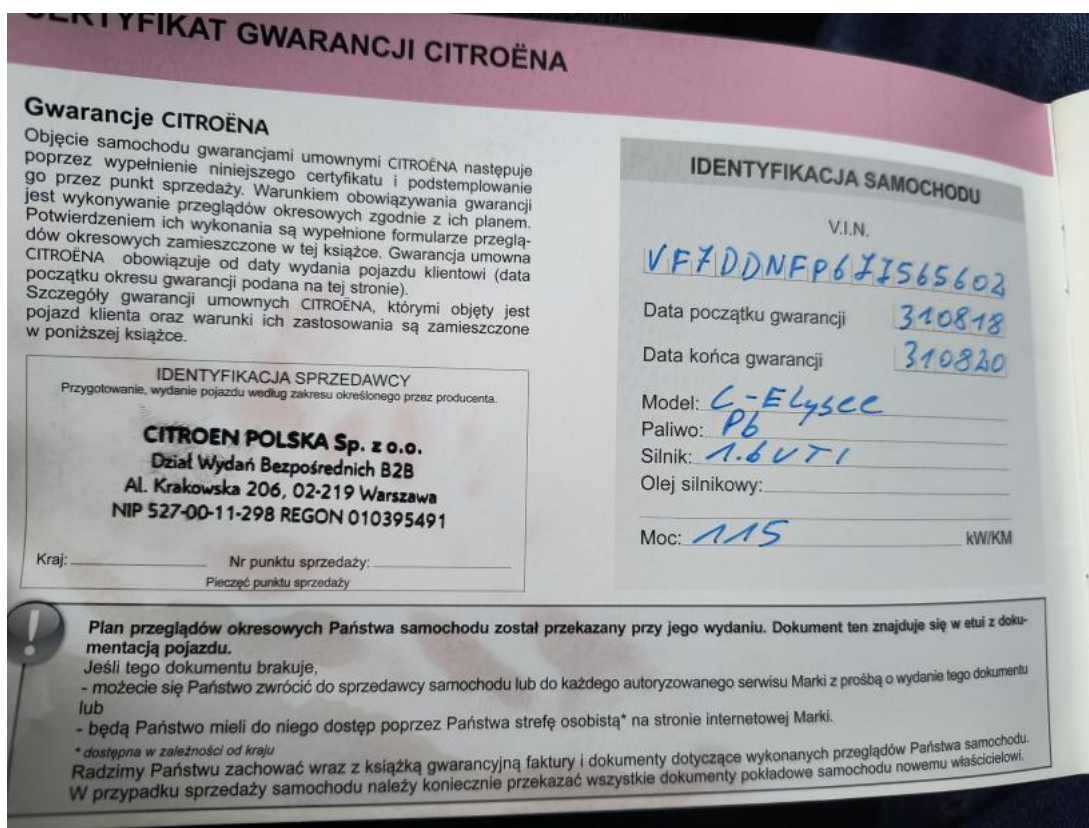 CERTYFIKAT GWARANCJI CITROËNA
Gwarancje CITROËNA
Objęcie samochodu gwarancjami umownymi CITROËNA następuje
poprzez wypełnienie niniejszego certyfikatu i podstemplowanie
go przez punkt sprzedaży. Warunkiem obowiązywania gwarancji
jest wykonywanie przeglądów okresowych zgodnie z ich planem.
Potwierdzeniem ich wykonania są wypełnione formularze przeglą-
dów okresowych zamieszczone w tej książce. Gwarancja umowna
CITROËNA obowiązuje od daty wydania pojazdu klientowi (data
początku okresu gwarancji podana na tej stronie).
Szczegóły gwarancji umownych CITROËNA, którymi objęty jest
pojazd klienta oraz warunki ich zastosowania są zamieszczone
w poniższej książce.
IDENTYFIKACJA SPRZEDAWCY
Przygotowanie, wydanie pojazdu według zakresu określonego przez producenta.
CITROEN POLSKA Sp. z o.o.
Dział Wydań Bezpośrednich B2B
Al. Krakowska 206, 02-219 Warszawa
NIP 527-00-11-298 REGON 010395491
Kraj: Nr punktu sprzedaży:
Pieczęć punktu sprzedaży
IDENTYFIKACJA SAMOCHODU
V.I.N.
VF7DDNFP6JJ565602
Data początku gwarancji 310818
Data końca gwarancji 310820
Model: C-Elysee
Paliwo: Pb
Silnik: 1.6 VTI
Olej silnikowy:
Moc: 115 kW/KM
! Plan przeglądów okresowych Państwa samochodu został przekazany przy jego wydaniu. Dokument ten znajduje się w etui z doku-
mentacją pojazdu.
Jeśli tego dokumentu brakuje,
- możecie się Państwo zwrócić do sprzedawcy samochodu lub do każdego autoryzowanego serwisu Marki z prośbą o wydanie tego dokumentu
lub
- będą Państwo mieli do niego dostęp poprzez Państwa strefę osobistą* na stronie internetowej Marki.
* dostępna w zależności od kraju
Radzimy Państwu zachować wraz z książką gwarancyjną faktury i dokumenty dotyczące wykonanych przeglądów Państwa samochodu.
W przypadku sprzedaży samochodu należy koniecznie przekazać wszystkie dokumenty pokładowe samochodu nowemu właścicielowi.